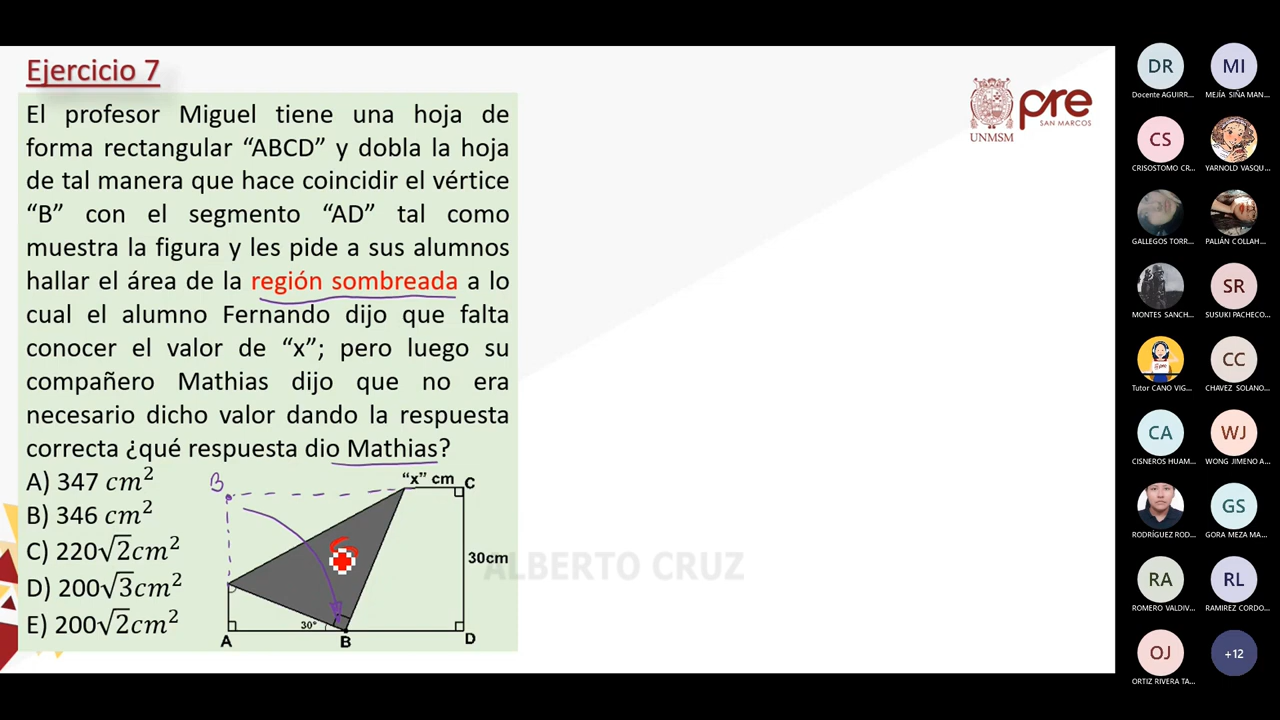 Ejercicio 7
El profesor Miguel tiene una hoja de
forma rectangular “ABCD” y dobla la hoja
de tal manera que hace coincidir el vértice
“B” con el segmento “AD” tal como
muestra la figura y les pide a sus alumnos
hallar el área de la región sombreada a lo
cual el alumno Fernando dijo que falta
conocer el valor de “x”; pero luego su
compañero Mathias dijo que no era
necesario dicho valor dando la respuesta
correcta ¿qué respuesta dio Mathias?
A) 347 cm²
B) 346 cm²
C) 220√2cm²
D) 200√3cm²
E) 200√2cm²
B
“x” cm
C
30cm
30°
A
B
D
ALBERTO CRUZ
UNMSM
pre
SAN MARCOS
DR
Docente AGUIRR...
MI
MEJÍA SIÑA MAN...
CS
CRISOSTOMO CR...
YARNOLD VASQU...
GALLEGOS TORR...
PALIÁN COLLAH...
MONTES SANCH...
SR
SUSUKI PACHECO...
Tutor CANO VIG...
CC
CHAVEZ SOLANO...
CA
CISNEROS HUAM...
WJ
WONG JIMENO A...
RODRÍGUEZ ROD...
GS
GORA MEZA MA...
RA
ROMERO VALDIV...
RL
RAMIREZ CORDO...
OJ
ORTIZ RIVERA TA...
+12